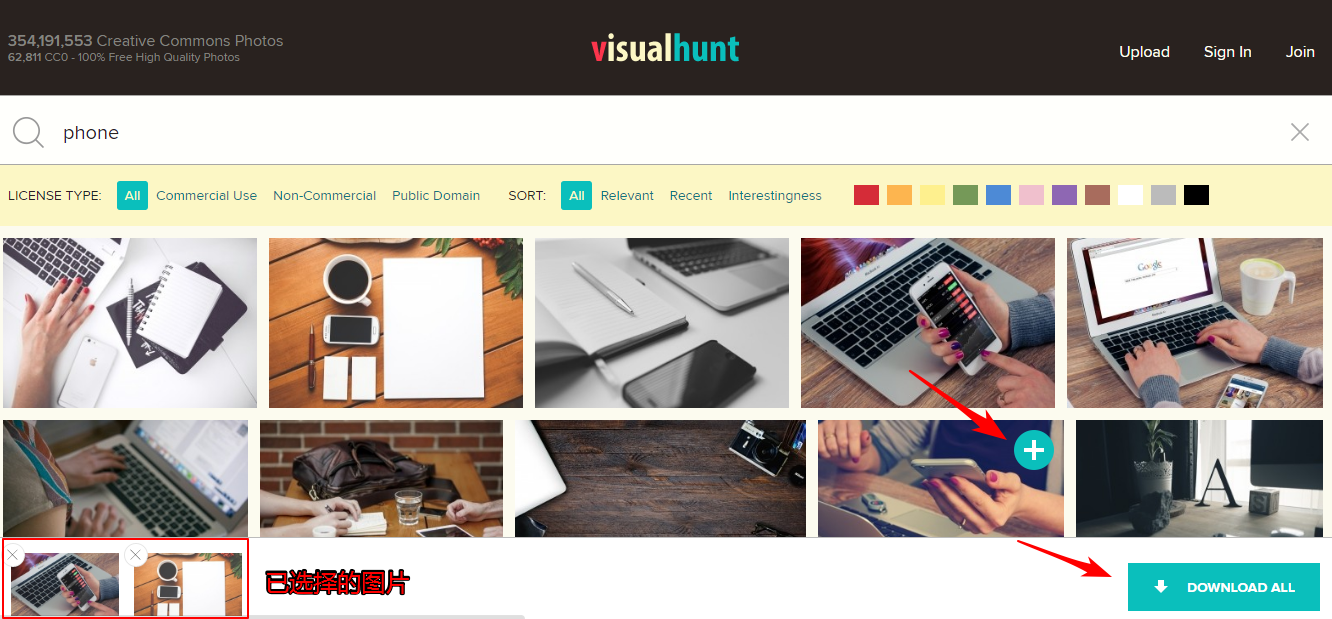 354,191,553 Creative Commons Photos
62,811 CC0 - 100% Free High Quality Photos
visualhunt
Upload Sign In Join
phone
LICENSE TYPE: All Commercial Use Non-Commercial Public Domain SORT: All Relevant Recent Interestingness
Google
A
已选择的图片
DOWNLOAD ALL